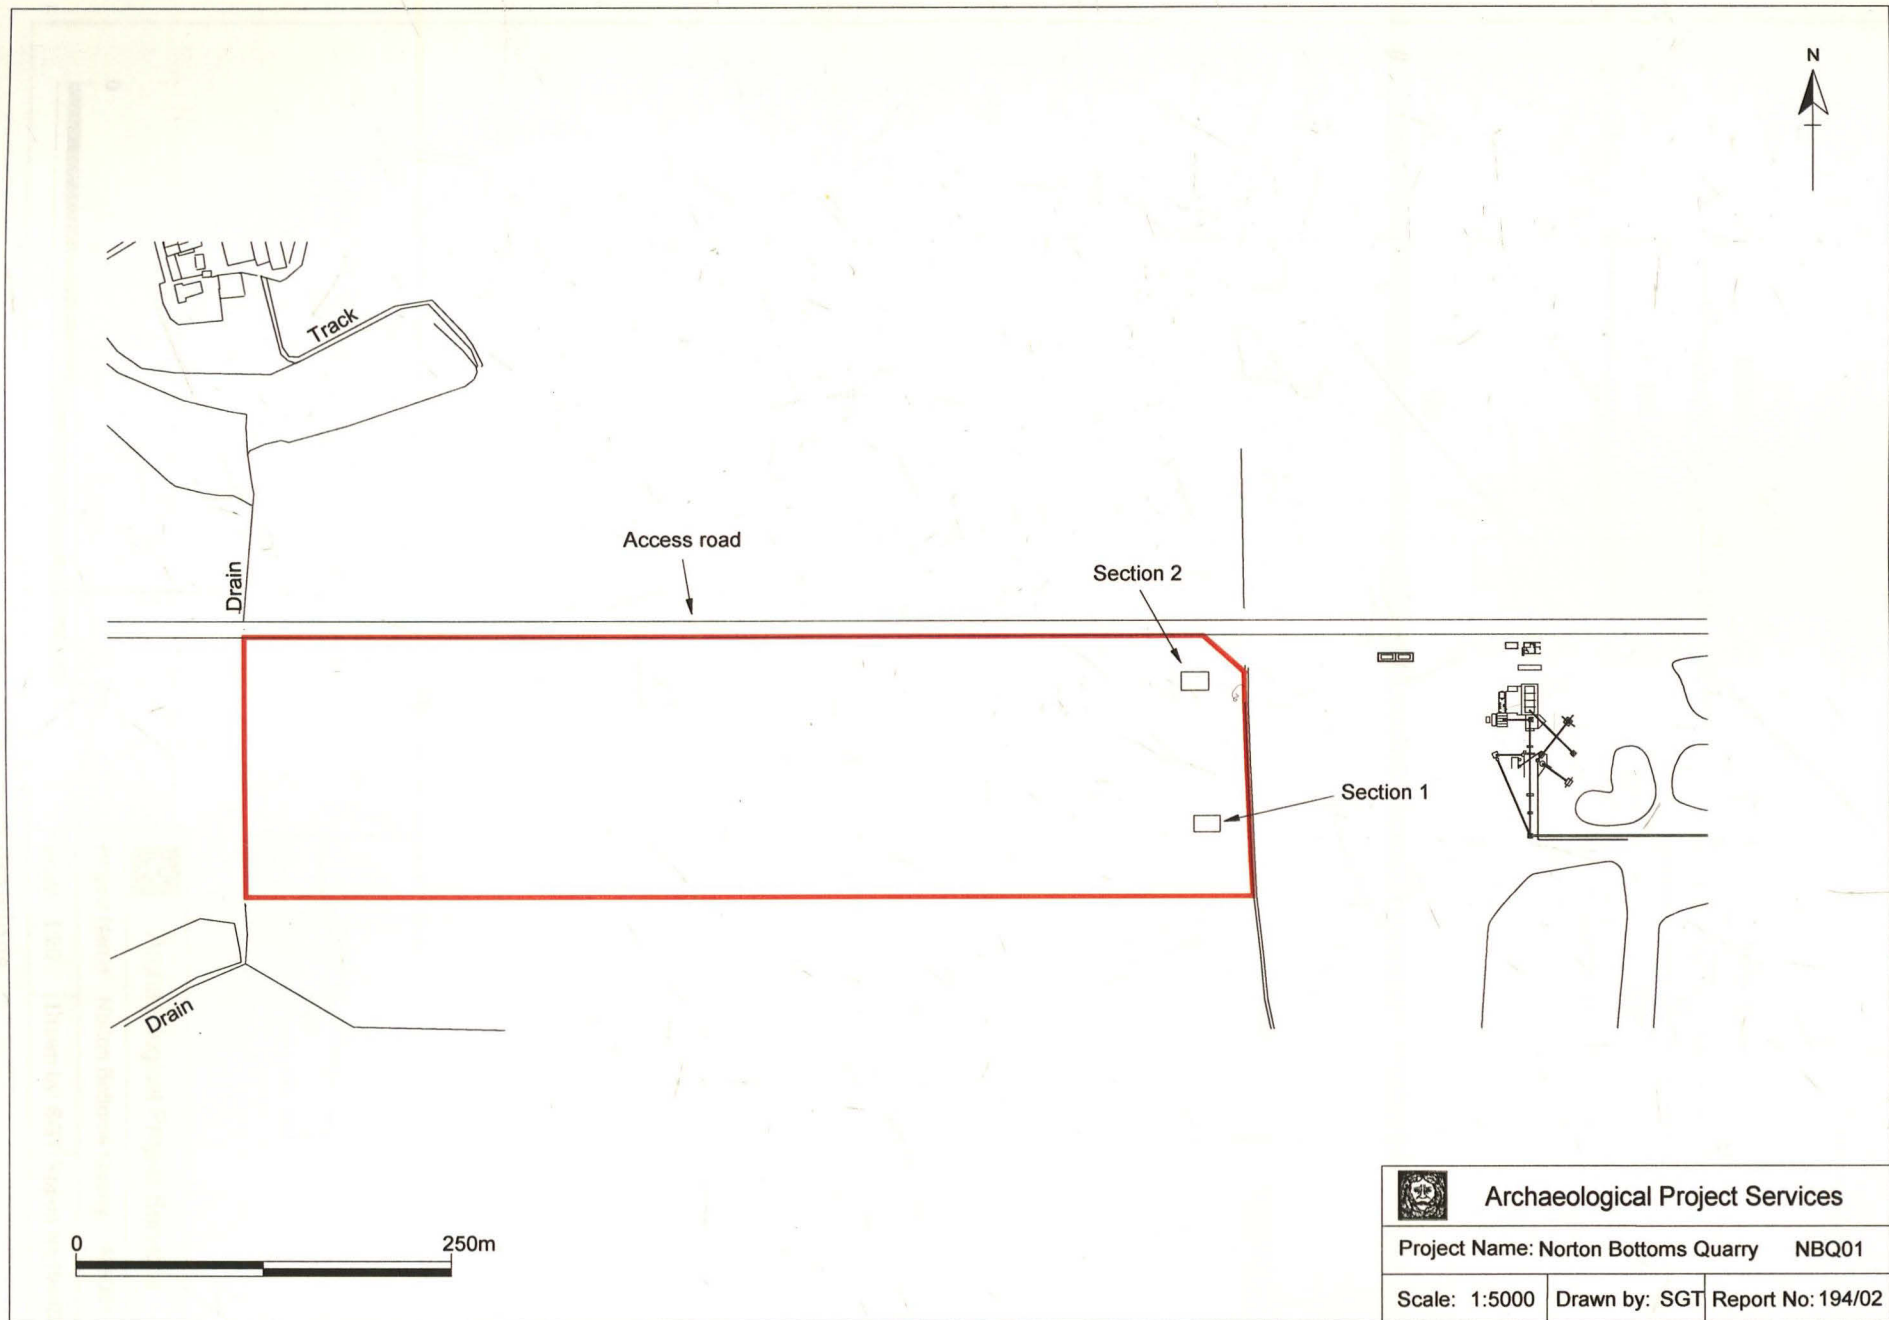 N
Track
Drain
Access road
Section 2
Section 1
Drain
0 250m
Archaeological Project Services
Project Name: Norton Bottoms Quarry NBQ01
Scale: 1:5000 Drawn by: SGT Report No: 194/02